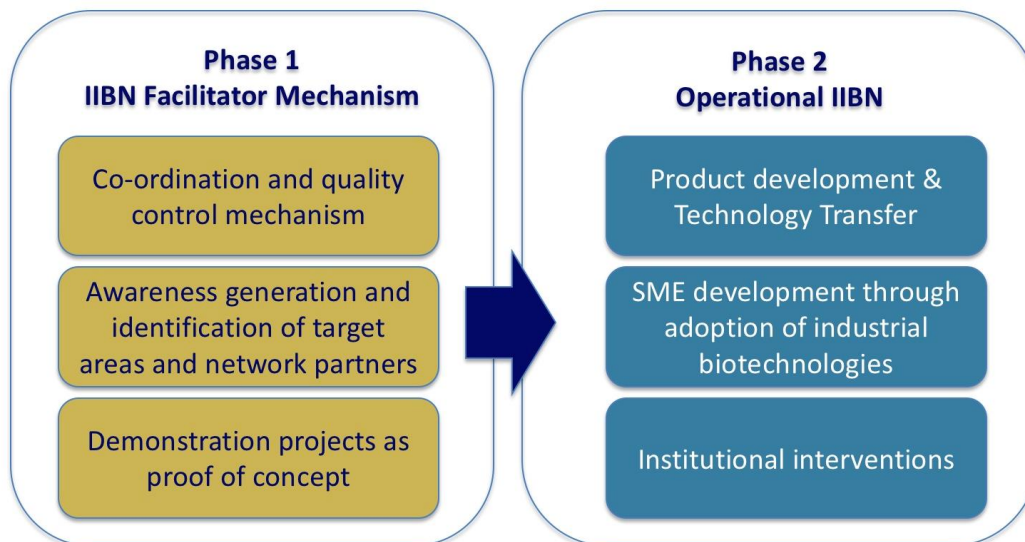 Phase 1
IIBN Facilitator Mechanism
Co-ordination and quality
control mechanism
Awareness generation and
identification of target
areas and network partners
Demonstration projects as
proof of concept
Phase 2
Operational IIBN
Product development &
Technology Transfer
SME development through
adoption of industrial
biotechnologies
Institutional interventions